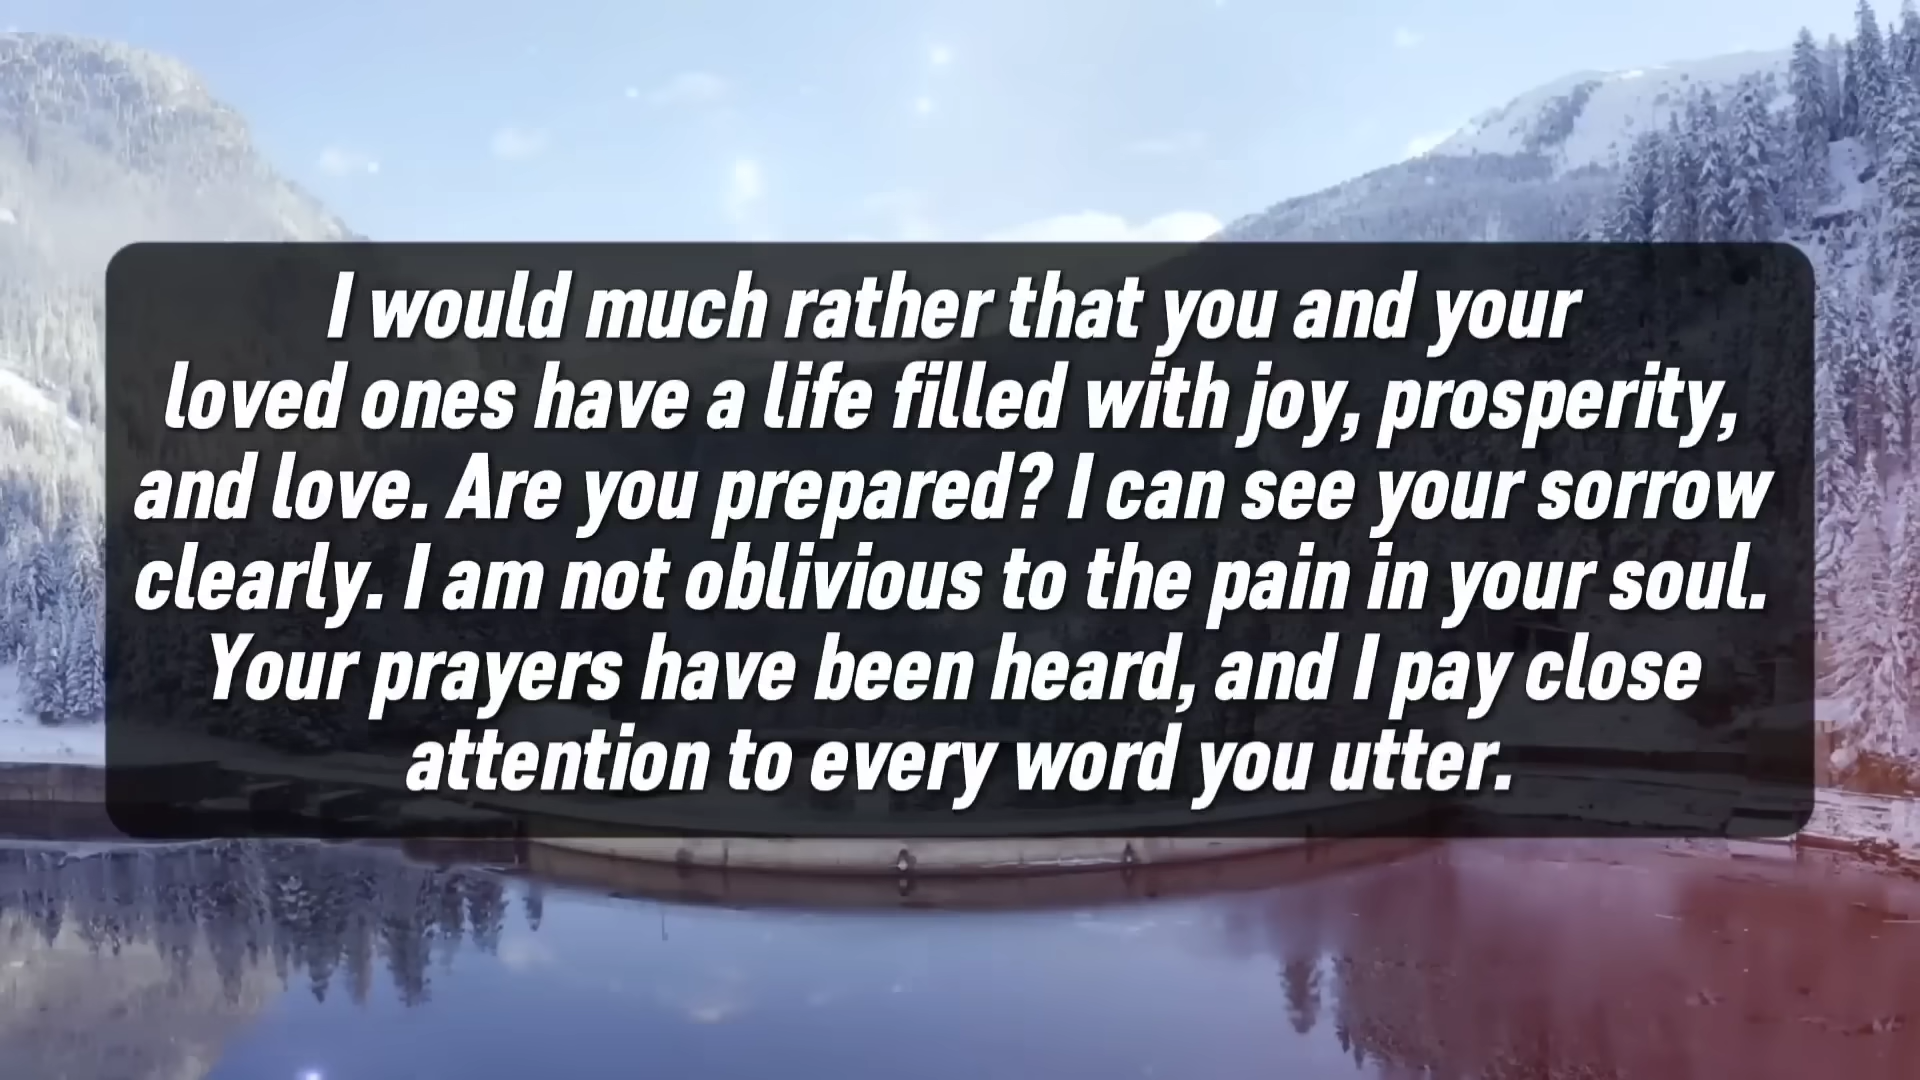 I would much rather that you and your
loved ones have a life filled with joy, prosperity,
and love. Are you prepared? I can see your sorrow
clearly. I am not oblivious to the pain in your soul.
Your prayers have been heard, and I pay close
attention to every word you utter.